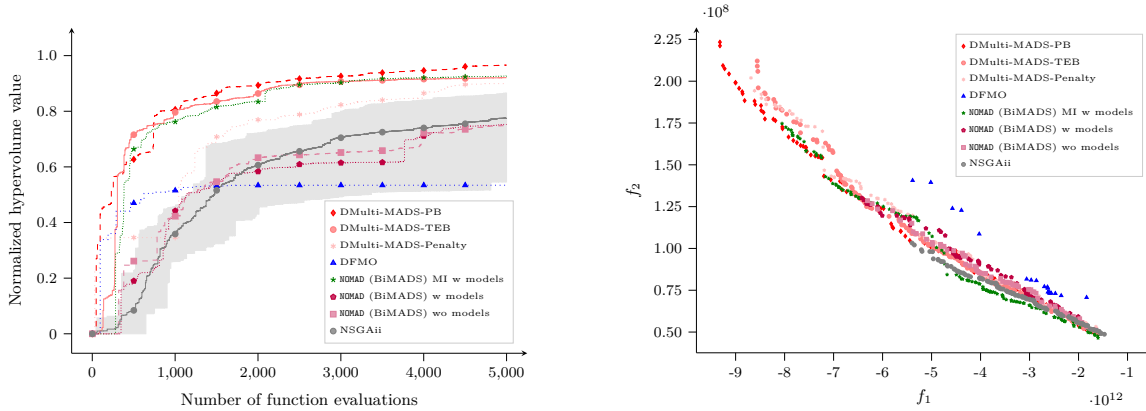 1.0
0.8
0.6
0.4
0.2
0
0
1,000
2,000
3,000
4,000
5,000
Number of function evaluations
Normalized hypervolume value
DMulti-MADS-PB
DMulti-MADS-TEB
DMulti-MADS-Penalty
DFMO
NOMAD (BiMADS) MI w models
NOMAD (BiMADS) w models
NOMAD (BiMADS) wo models
NSGAii
·10⁸
2.25
2.00
1.75
1.50
1.25
1.00
0.75
0.50
f₂
-9
-8
-7
-6
-5
-4
-3
-2
-1
f₁
·10¹²
DMulti-MADS-PB
DMulti-MADS-TEB
DMulti-MADS-Penalty
DFMO
NOMAD (BiMADS) MI w models
NOMAD (BiMADS) w models
NOMAD (BiMADS) wo models
NSGAii